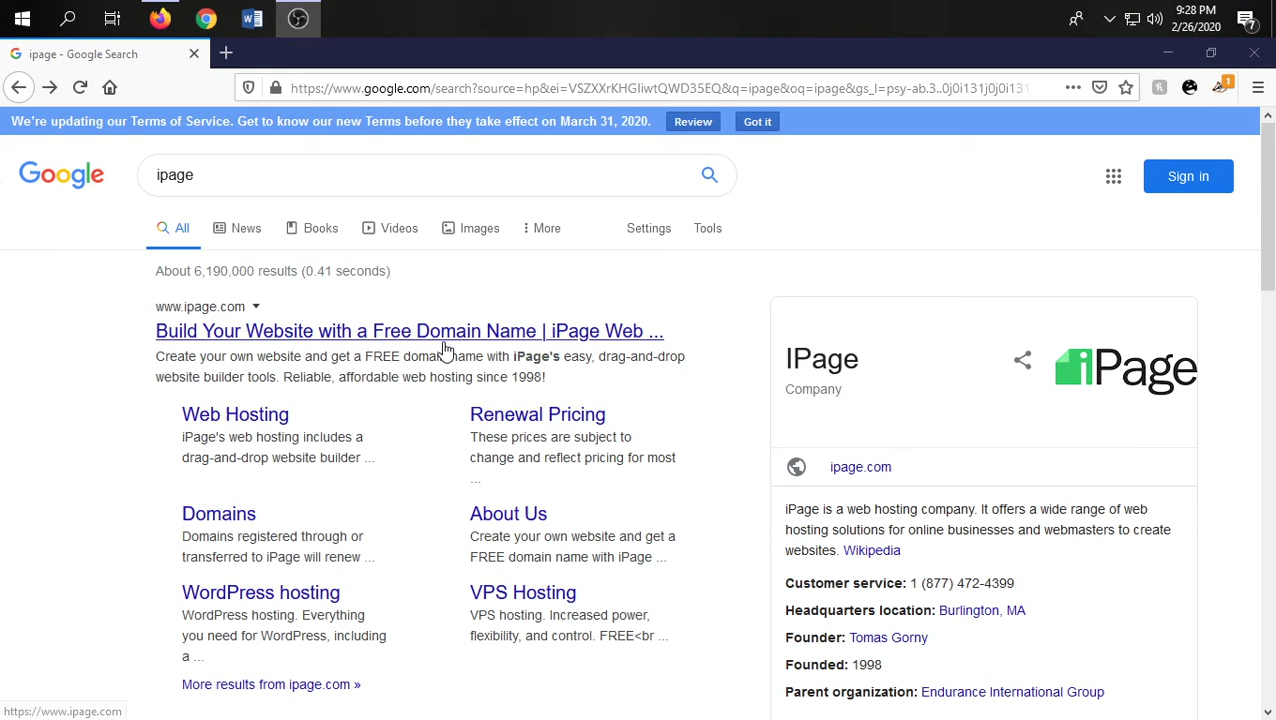 9:28 PM
2/26/2020
7
ipage - Google Search
https://www.google.com/search?source=hp&ei=VSZXXrKHGIiwtQWD35EQ&q=ipage&oq=ipage&gs_l=psy-ab.3..0j0i131j0j0i131
1
We're updating our Terms of Service. Get to know our new Terms before they take effect on March 31, 2020.
Review
Got it
Google
ipage
Sign in
All
News
Books
Videos
Images
More
Settings
Tools
About 6,190,000 results (0.41 seconds)
www.ipage.com
Build Your Website with a Free Domain Name | iPage Web ...
Create your own website and get a FREE domain name with iPage's easy, drag-and-drop
website builder tools. Reliable, affordable web hosting since 1998!
Web Hosting
iPage's web hosting includes a
drag-and-drop website builder ...
Renewal Pricing
These prices are subject to
change and reflect pricing for most
...
Domains
Domains registered through or
transferred to iPage will renew ...
About Us
Create your own website and get a
FREE domain name with iPage ...
WordPress hosting
WordPress hosting. Everything
you need for WordPress, including
a ...
VPS Hosting
VPS hosting. Increased power,
flexibility, and control. FREE<br ...
More results from ipage.com »
IPage
Company
iPage
ipage.com
iPage is a web hosting company. It offers a wide range of web
hosting solutions for online businesses and webmasters to create
websites. Wikipedia
Customer service: 1 (877) 472-4399
Headquarters location: Burlington, MA
Founder: Tomas Gorny
Founded: 1998
Parent organization: Endurance International Group
https://www.ipage.com